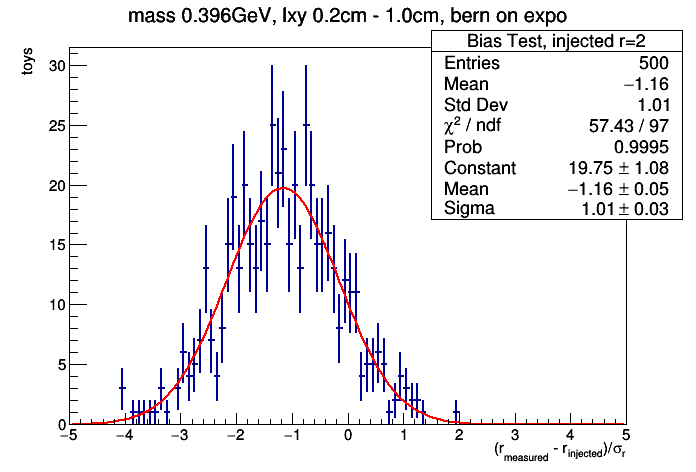 mass 0.396GeV, lxy 0.2cm - 1.0cm, bern on expo
Bias Test, injected r=2
Entries 500
Mean −1.16
Std Dev 1.01
χ² / ndf 57.43 / 97
Prob 0.9995
Constant 19.75 ± 1.08
Mean −1.16 ± 0.05
Sigma 1.01 ± 0.03
toys
30
25
20
15
10
5
0
−5 −4 −3 −2 −1 0 1 2 3 4 5
(r_measured - r_injected)/σ_r